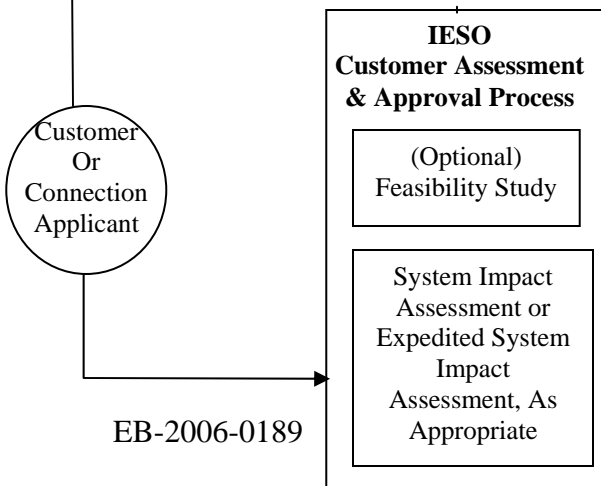 Customer
Or
Connection
Applicant
IESO
Customer Assessment
& Approval Process
(Optional)
Feasibility Study
System Impact
Assessment or
Expedited System
Impact
Assessment, As
Appropriate
EB-2006-0189